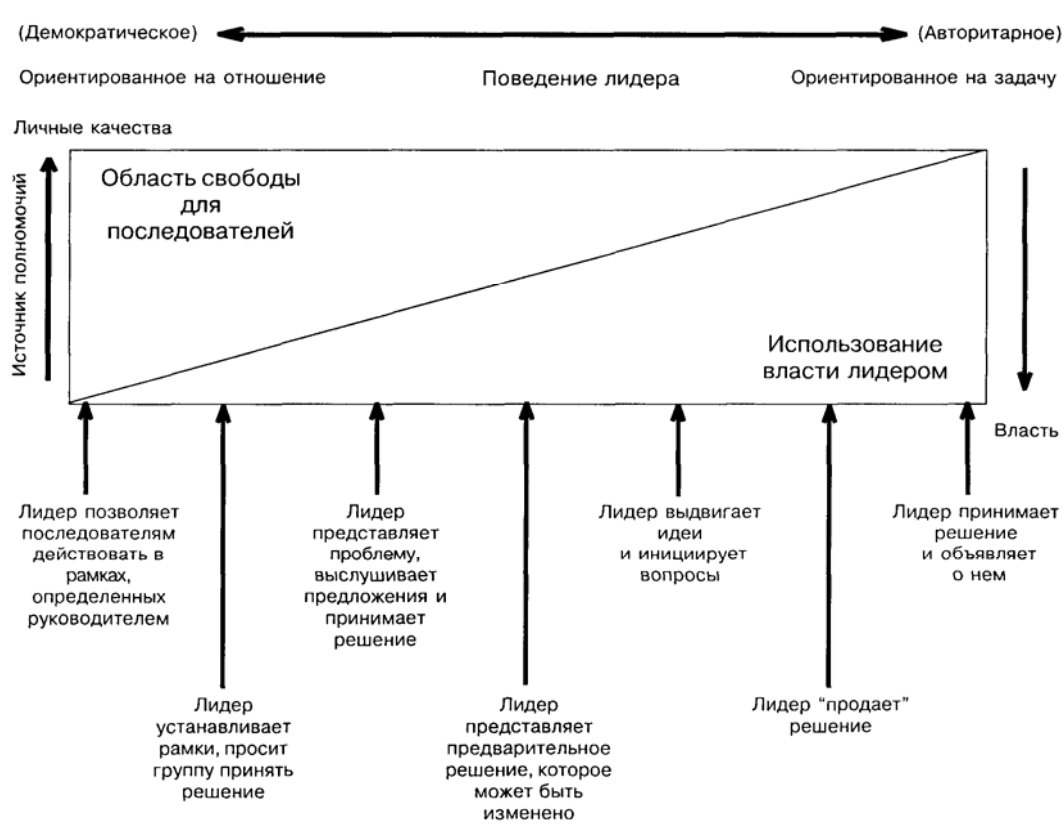 (Демократическое)
(Авторитарное)
Ориентированное на отношение
Поведение лидера
Ориентированное на задачу
Личные качества
Источник полномочий
Область свободы
для
последователей
Использование
власти лидером
Власть
Лидер позволяет
последователям
действовать в
рамках,
определенных
руководителем
Лидер
устанавливает
рамки, просит
группу принять
решение
Лидер
представляет
проблему,
выслушивает
предложения и
принимает
решение
Лидер
представляет
предварительное
решение, которое
может быть
изменено
Лидер выдвигает
идеи
и инициирует
вопросы
Лидер “продает”
решение
Лидер принимает
решение
и объявляет
о нем